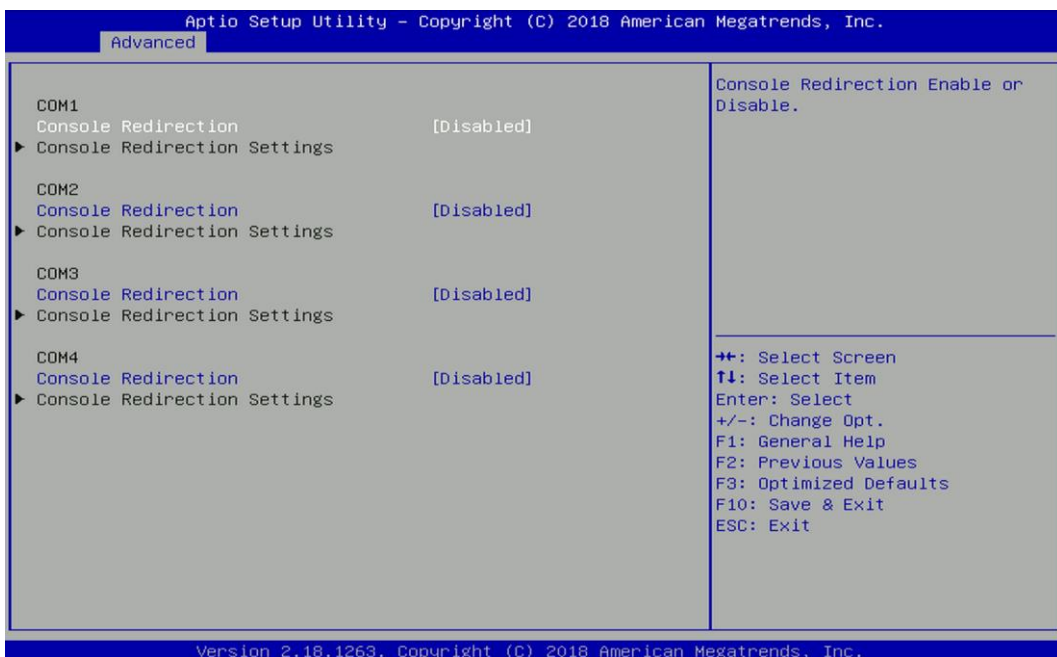 Aptio Setup Utility – Copyright (C) 2018 American Megatrends, Inc.
Advanced
COM1
Console Redirection [Disabled]
▶ Console Redirection Settings
COM2
Console Redirection [Disabled]
▶ Console Redirection Settings
COM3
Console Redirection [Disabled]
▶ Console Redirection Settings
COM4
Console Redirection [Disabled]
▶ Console Redirection Settings
Console Redirection Enable or
Disable.
→←: Select Screen
↑↓: Select Item
Enter: Select
+/-: Change Opt.
F1: General Help
F2: Previous Values
F3: Optimized Defaults
F10: Save & Exit
ESC: Exit
Version 2.18.1263. Copyright (C) 2018 American Megatrends, Inc.